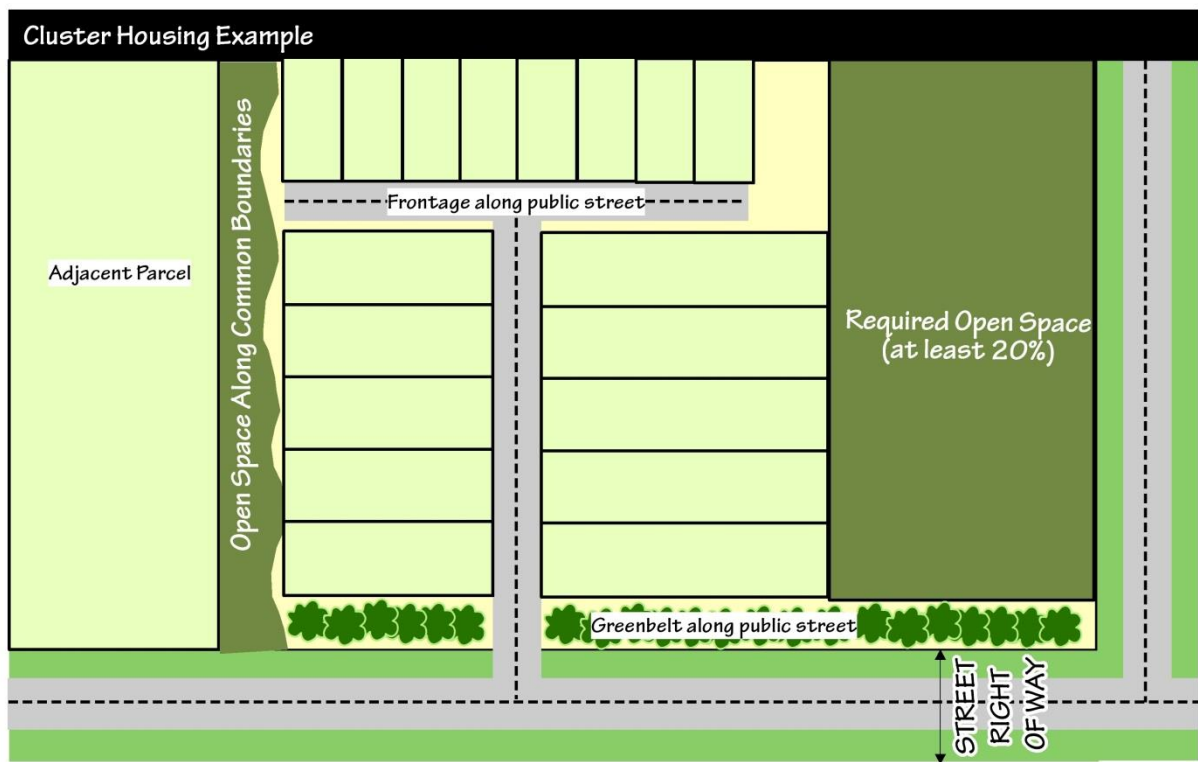 Cluster Housing Example
Frontage along public street
Adjacent Parcel
Open Space Along Common Boundaries
Required Open Space
(at least 20%)
Greenbelt along public street
STREET
RIGHT
OF WAY